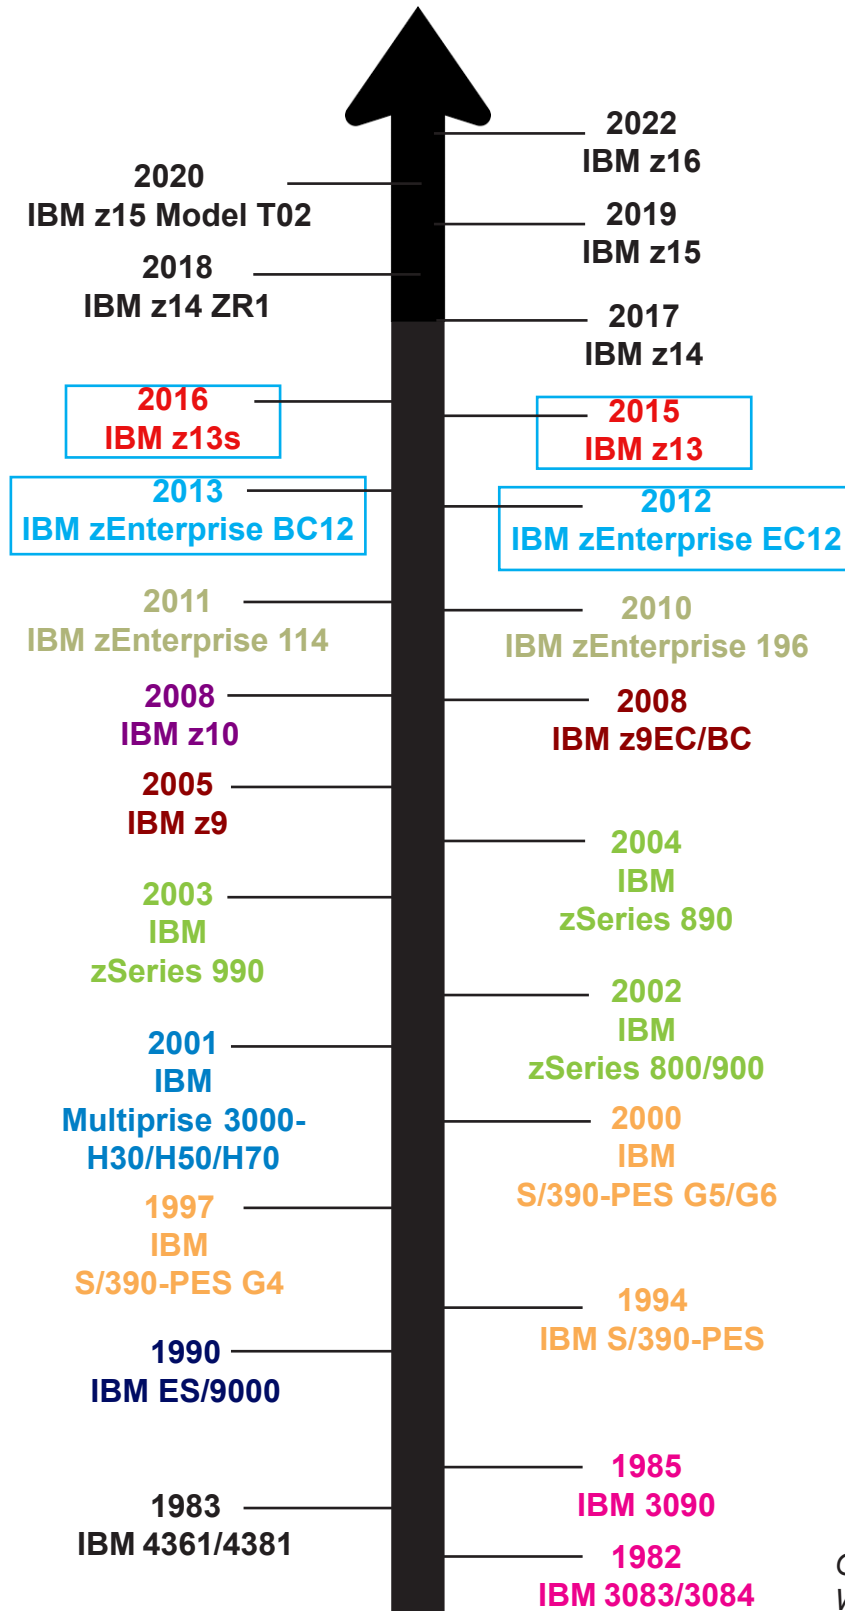 2022
IBM z16
2020
IBM z15 Model T02
2019
IBM z15
2018
IBM z14 ZR1
2017
IBM z14
2016
IBM z13s
2015
IBM z13
2013
IBM zEnterprise BC12
2012
IBM zEnterprise EC12
2011
IBM zEnterprise 114
2010
IBM zEnterprise 196
2008
IBM z10
2008
IBM z9EC/BC
2005
IBM z9
2004
IBM
zSeries 890
2003
IBM
zSeries 990
2002
IBM
zSeries 800/900
2001
IBM
Multiprise 3000-
H30/H50/H70
2000
IBM
S/390-PES G5/G6
1997
IBM
S/390-PES G4
1994
IBM S/390-PES
1990
IBM ES/9000
1985
IBM 3090
1983
IBM 4361/4381
1982
IBM 3083/3084